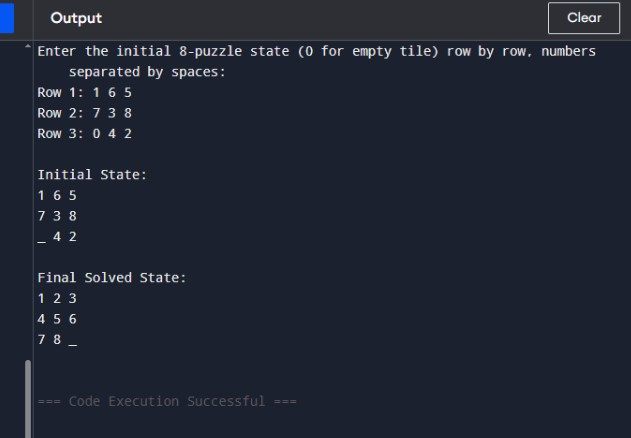 Output
Clear
Enter the initial 8-puzzle state (0 for empty tile) row by row, numbers
separated by spaces:
Row 1: 1 6 5
Row 2: 7 3 8
Row 3: 0 4 2
Initial State:
1 6 5
7 3 8
_ 4 2
Final Solved State:
1 2 3
4 5 6
7 8 _
=== Code Execution Successful ===